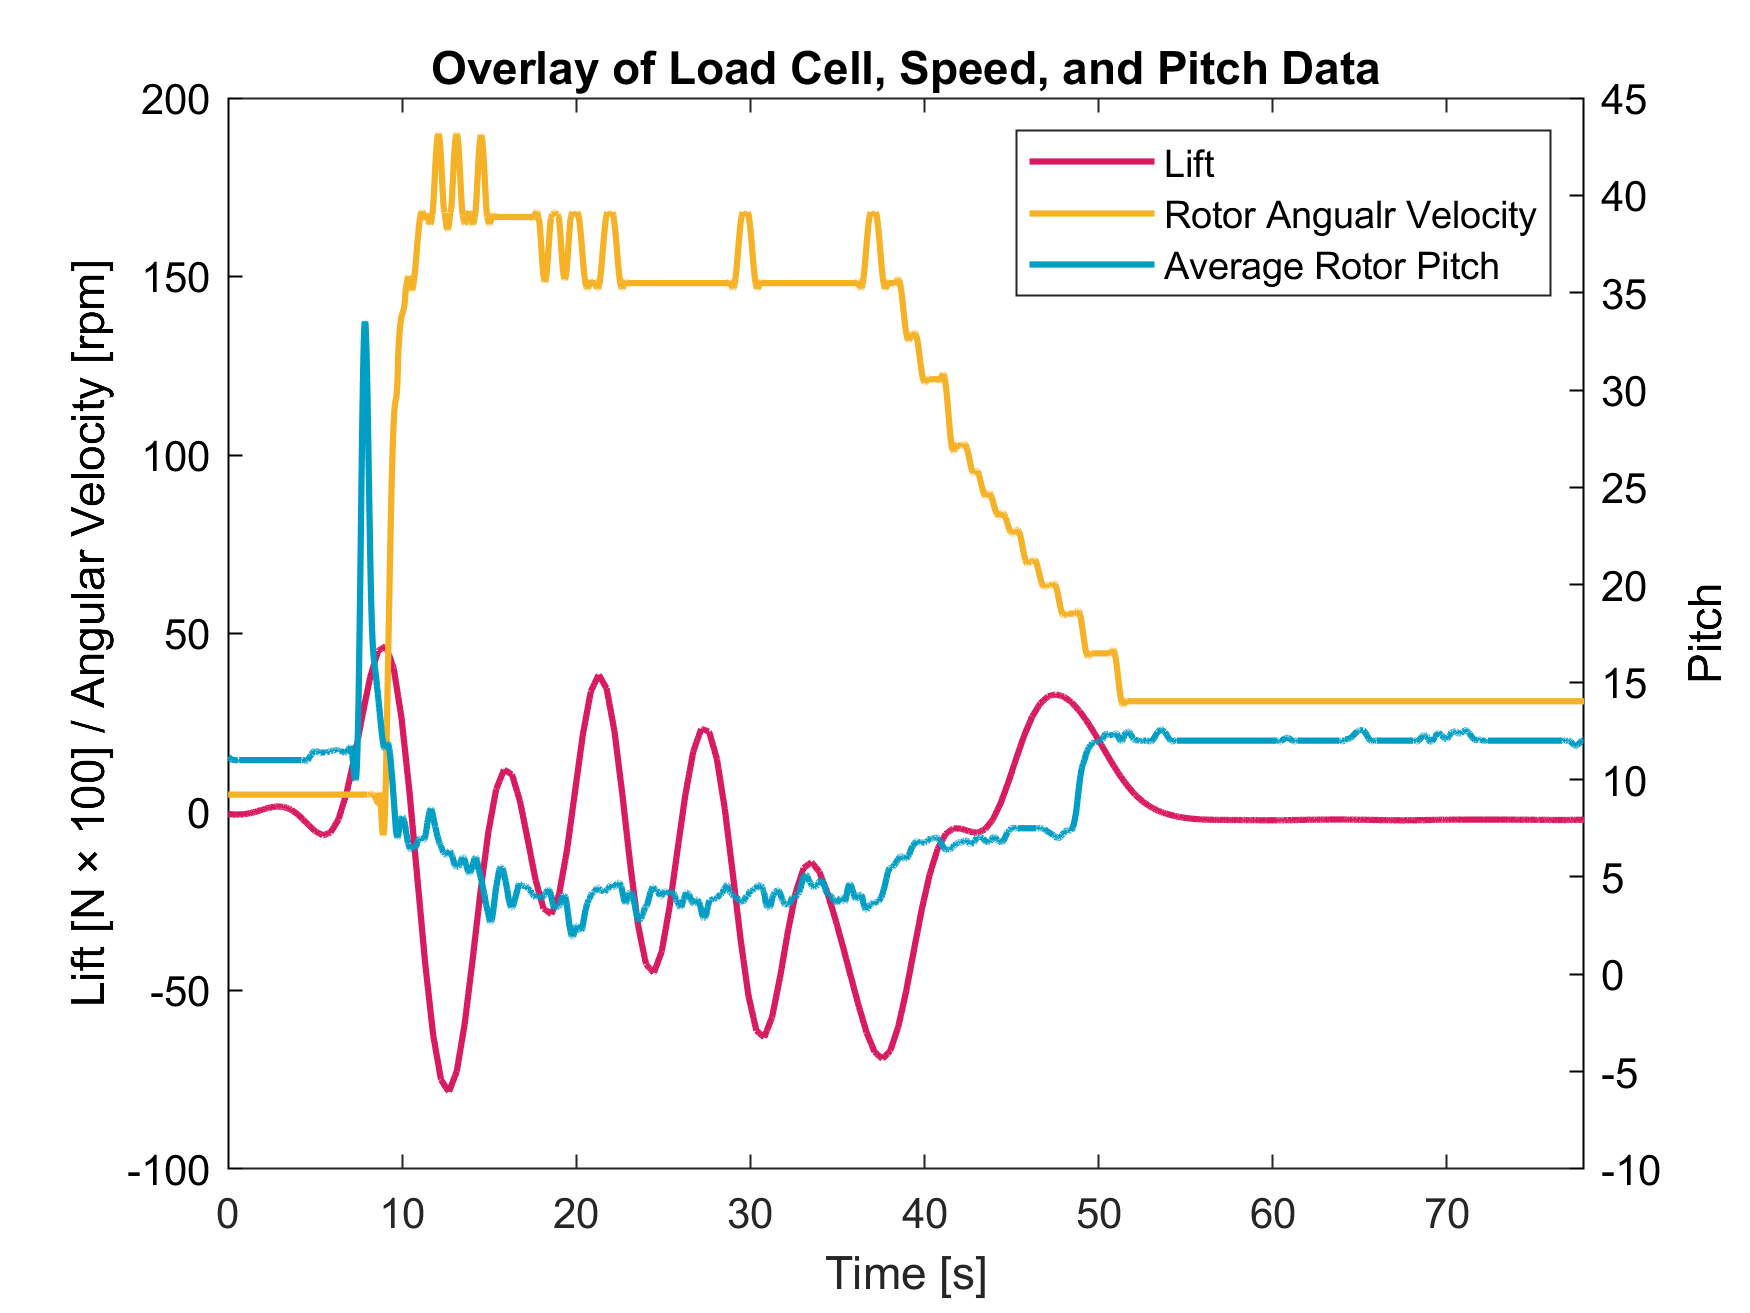 Overlay of Load Cell, Speed, and Pitch Data
Lift [N × 100] / Angular Velocity [rpm]
200
150
100
50
0
-50
-100
Lift
Rotor Angualr Velocity
Average Rotor Pitch
45
40
35
30
25
20
15
10
5
0
-5
-10
Pitch
0 10 20 30 40 50 60 70
Time [s]